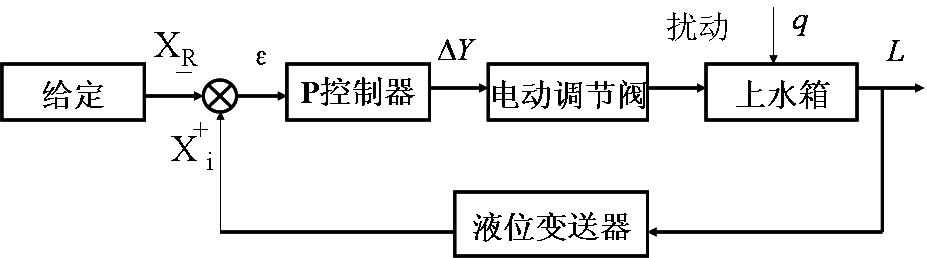 扰动
q
X_R
−
ε
ΔY
L
给定
P控制器
电动调节阀
上水箱
+
X_i
液位变送器